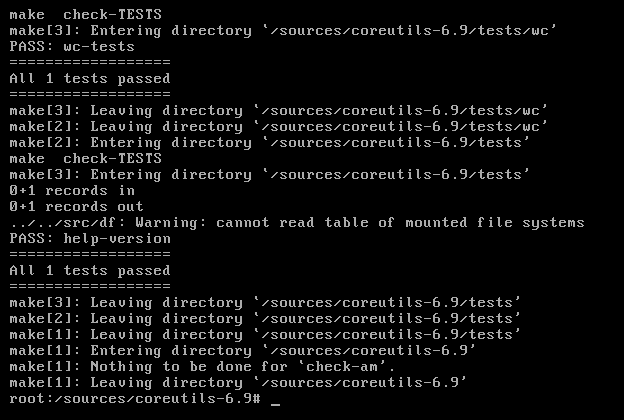 make  check-TESTS
make[3]: Entering directory `/sources/coreutils-6.9/tests/wc'
PASS: wc-tests
==================
All 1 tests passed
==================
make[3]: Leaving directory `/sources/coreutils-6.9/tests/wc'
make[2]: Leaving directory `/sources/coreutils-6.9/tests/wc'
make[2]: Entering directory `/sources/coreutils-6.9/tests'
make  check-TESTS
make[3]: Entering directory `/sources/coreutils-6.9/tests'
0+1 records in
0+1 records out
../../src/df: Warning: cannot read table of mounted file systems
PASS: help-version
==================
All 1 tests passed
==================
make[3]: Leaving directory `/sources/coreutils-6.9/tests'
make[2]: Leaving directory `/sources/coreutils-6.9/tests'
make[1]: Leaving directory `/sources/coreutils-6.9/tests'
make[1]: Entering directory `/sources/coreutils-6.9'
make[1]: Nothing to be done for `check-am'.
make[1]: Leaving directory `/sources/coreutils-6.9'
root:/sources/coreutils-6.9# _